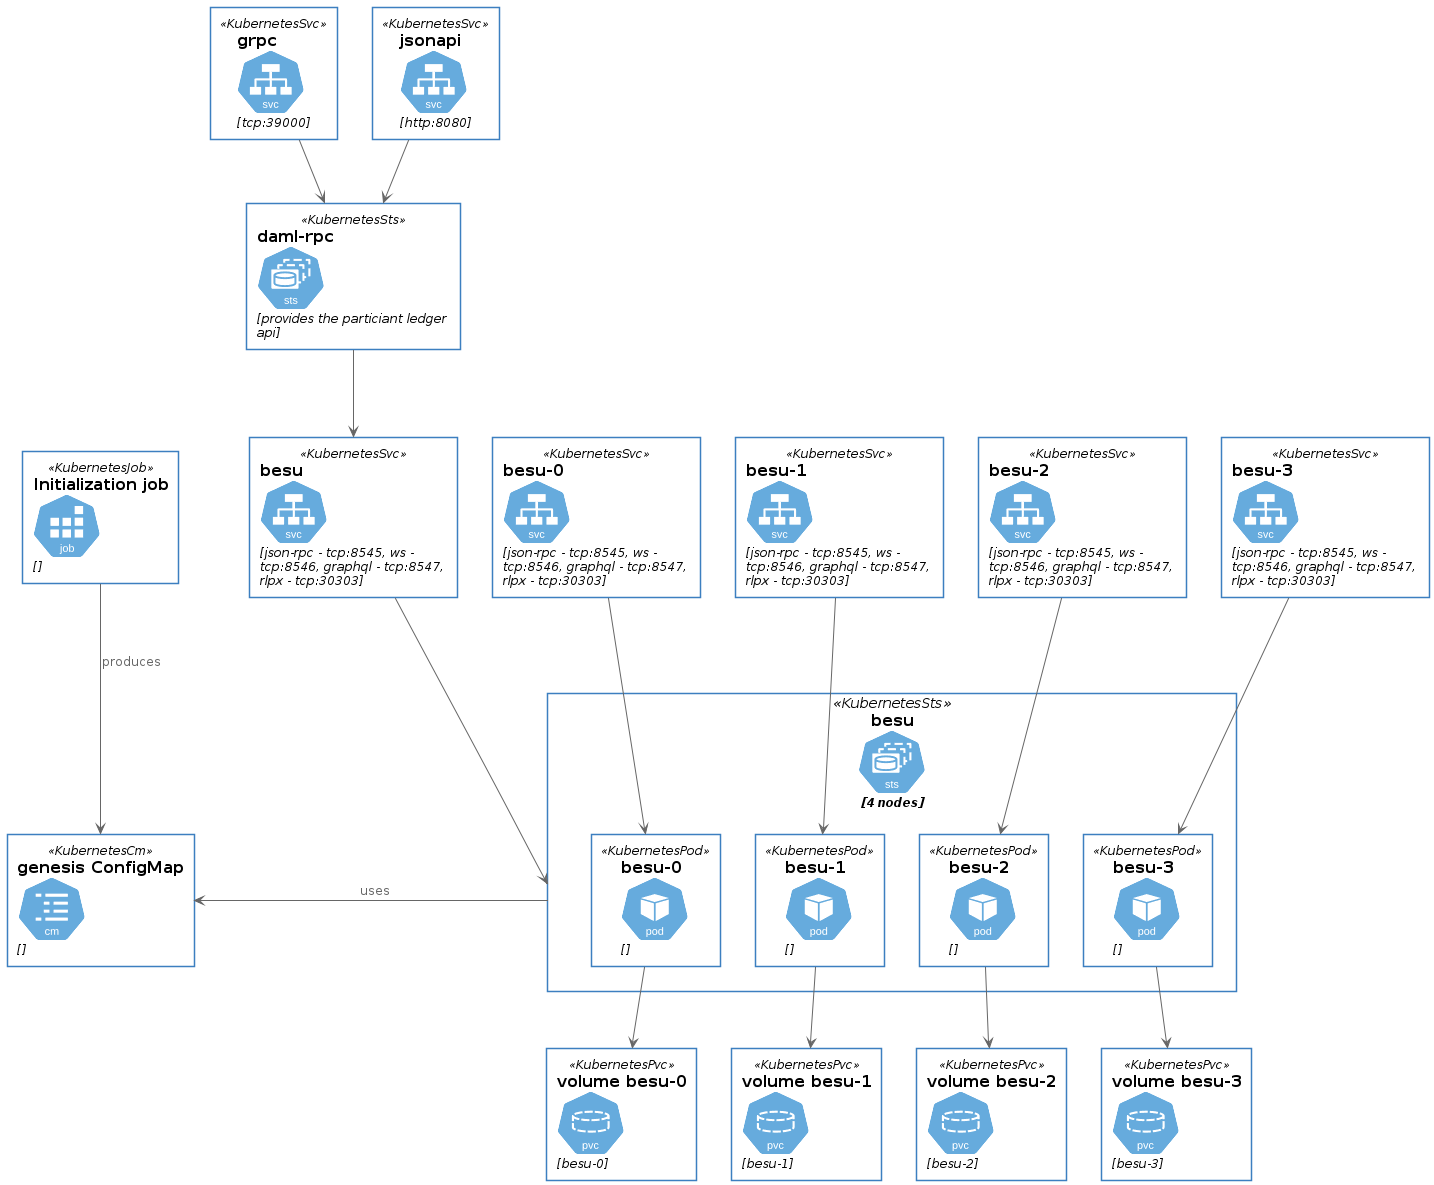 «KubernetesSvc»
grpc
svc
[tcp:39000]
«KubernetesSvc»
jsonapi
svc
[http:8080]
«KubernetesSts»
daml-rpc
sts
[provides the particiant ledger
api]
«KubernetesJob»
Initialization job
job
[]
«KubernetesSvc»
besu
svc
[json-rpc - tcp:8545, ws -
tcp:8546, graphql - tcp:8547,
rlpx - tcp:30303]
«KubernetesSvc»
besu-0
svc
[json-rpc - tcp:8545, ws -
tcp:8546, graphql - tcp:8547,
rlpx - tcp:30303]
«KubernetesSvc»
besu-1
svc
[json-rpc - tcp:8545, ws -
tcp:8546, graphql - tcp:8547,
rlpx - tcp:30303]
«KubernetesSvc»
besu-2
svc
[json-rpc - tcp:8545, ws -
tcp:8546, graphql - tcp:8547,
rlpx - tcp:30303]
«KubernetesSvc»
besu-3
svc
[json-rpc - tcp:8545, ws -
tcp:8546, graphql - tcp:8547,
rlpx - tcp:30303]
produces
«KubernetesSts»
besu
sts
[4 nodes]
«KubernetesCm»
genesis ConfigMap
cm
[]
uses
«KubernetesPod»
besu-0
pod
[]
«KubernetesPod»
besu-1
pod
[]
«KubernetesPod»
besu-2
pod
[]
«KubernetesPod»
besu-3
pod
[]
«KubernetesPvc»
volume besu-0
pvc
[besu-0]
«KubernetesPvc»
volume besu-1
pvc
[besu-1]
«KubernetesPvc»
volume besu-2
pvc
[besu-2]
«KubernetesPvc»
volume besu-3
pvc
[besu-3]